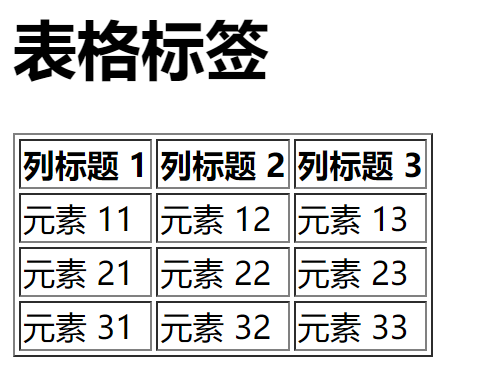 表格标签
列标题 1 列标题 2 列标题 3
元素 11 元素 12 元素 13
元素 21 元素 22 元素 23
元素 31 元素 32 元素 33